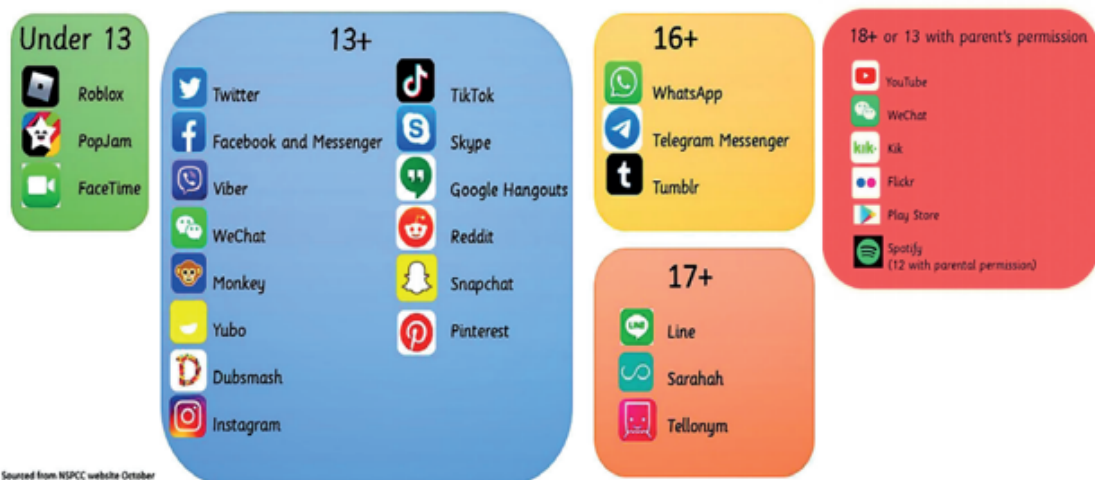 Under 13
Roblox
PopJam
FaceTime
13+
Twitter
Facebook and Messenger
Viber
WeChat
Monkey
Yubo
Dubsmash
Instagram
TikTok
Skype
Google Hangouts
Reddit
Snapchat
Pinterest
16+
WhatsApp
Telegram Messenger
t
Tumblr
17+
LINE
Line
Sarahah
Tellonym
18+ or 13 with parent's permission
YouTube
WeChat
kik
Kik
Flickr
Play Store
Spotify
(12 with parental permission)
Sourced from NSPCC website October